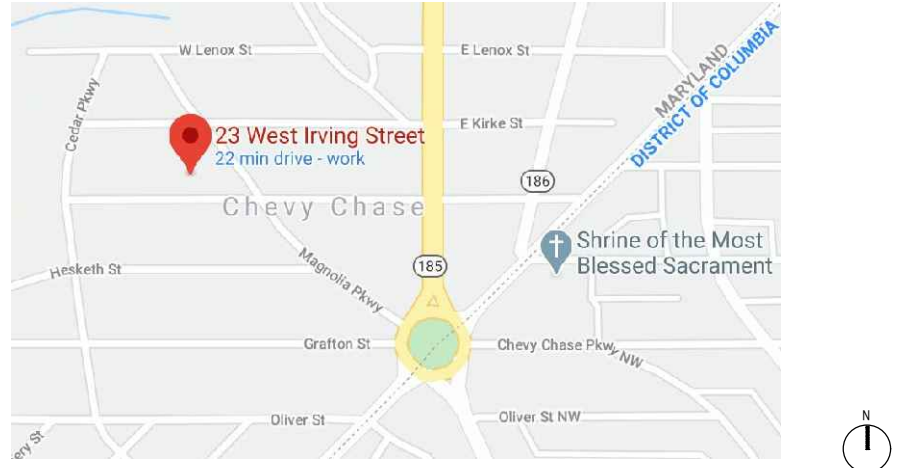 W Lenox St
E Lenox St
MARYLAND
DISTRICT OF COLUMBIA
Cedar Pkwy
E Kirke St
23 West Irving Street
22 min drive - work
186
Chevy Chase
Shrine of the Most
Blessed Sacrament
Hesketh St
Magnolia Pkwy
185
Grafton St
Chevy Chase Pkwy NW
Oliver St
Oliver St NW
ery St
N